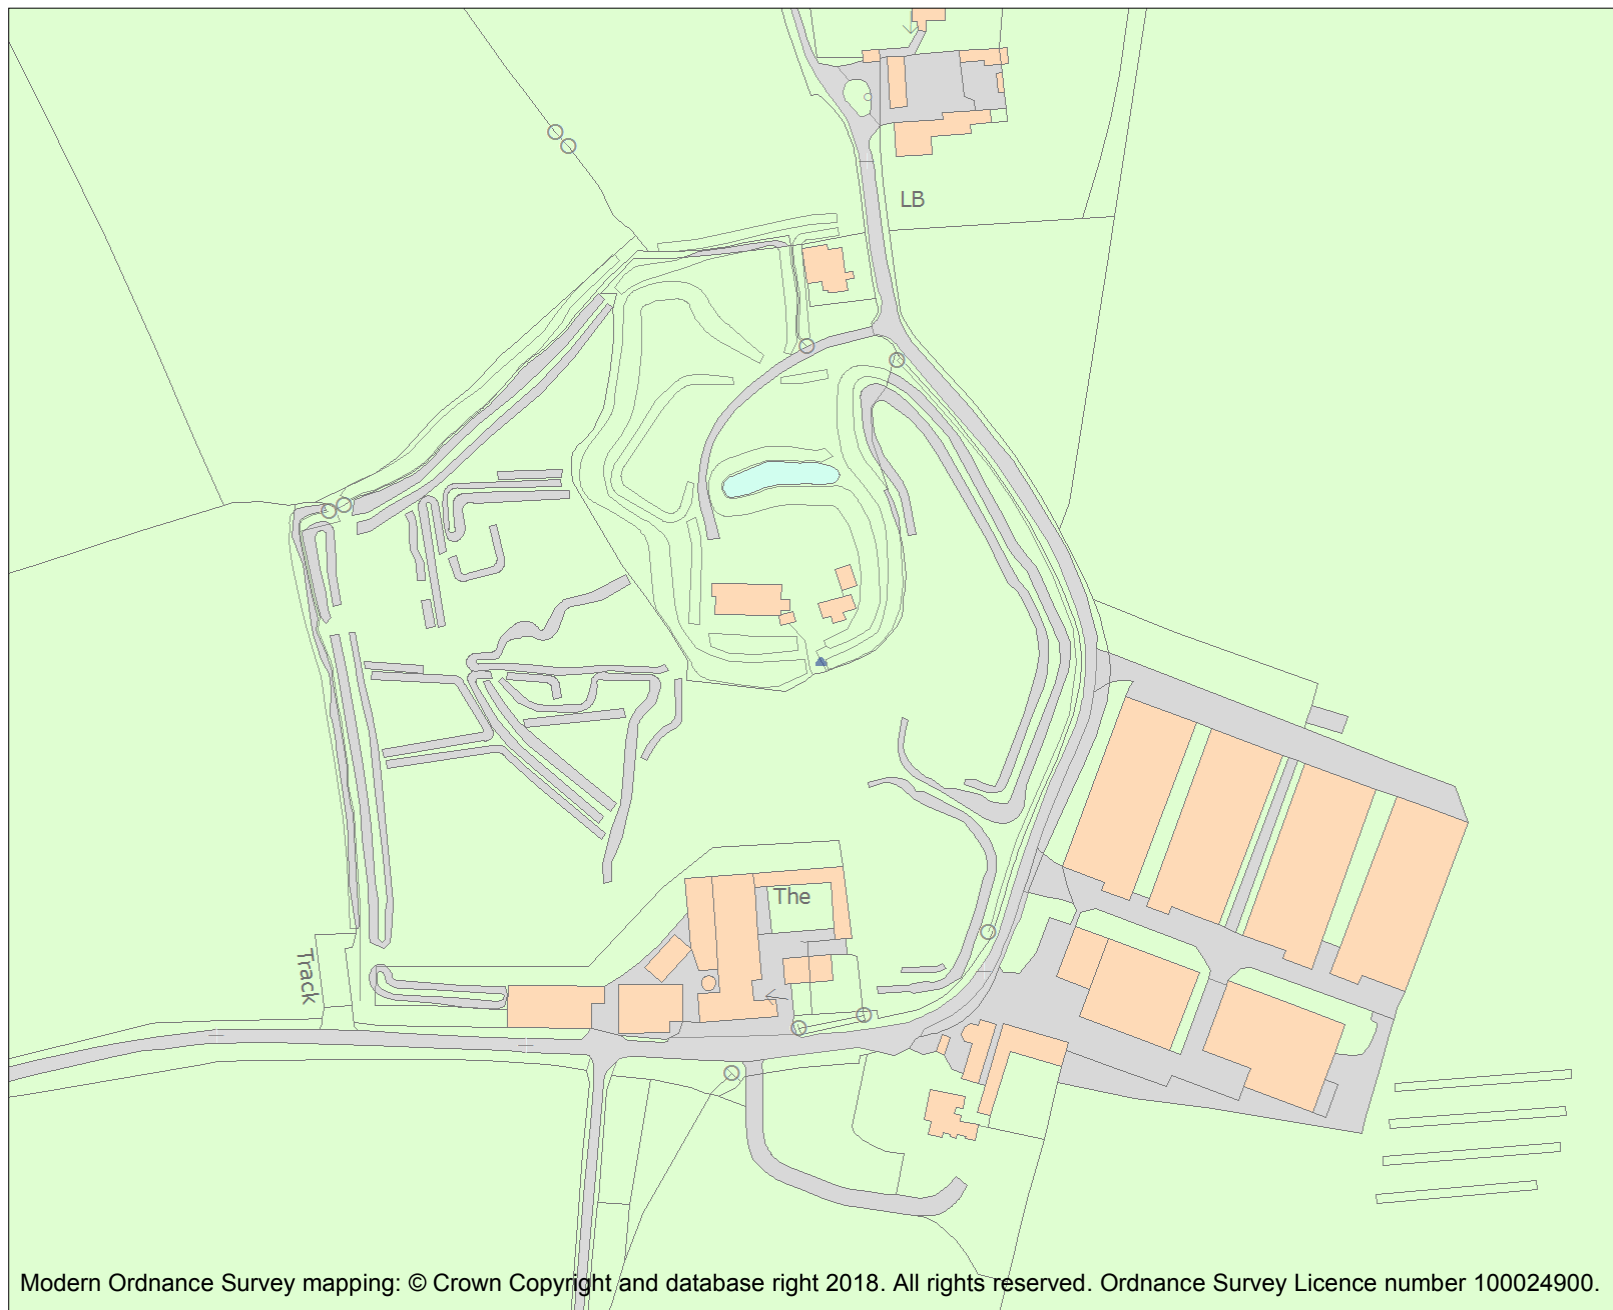 LB
The
Track
Modern Ordnance Survey mapping: © Crown Copyright and database right 2018. All rights reserved. Ordnance Survey Licence number 100024900.